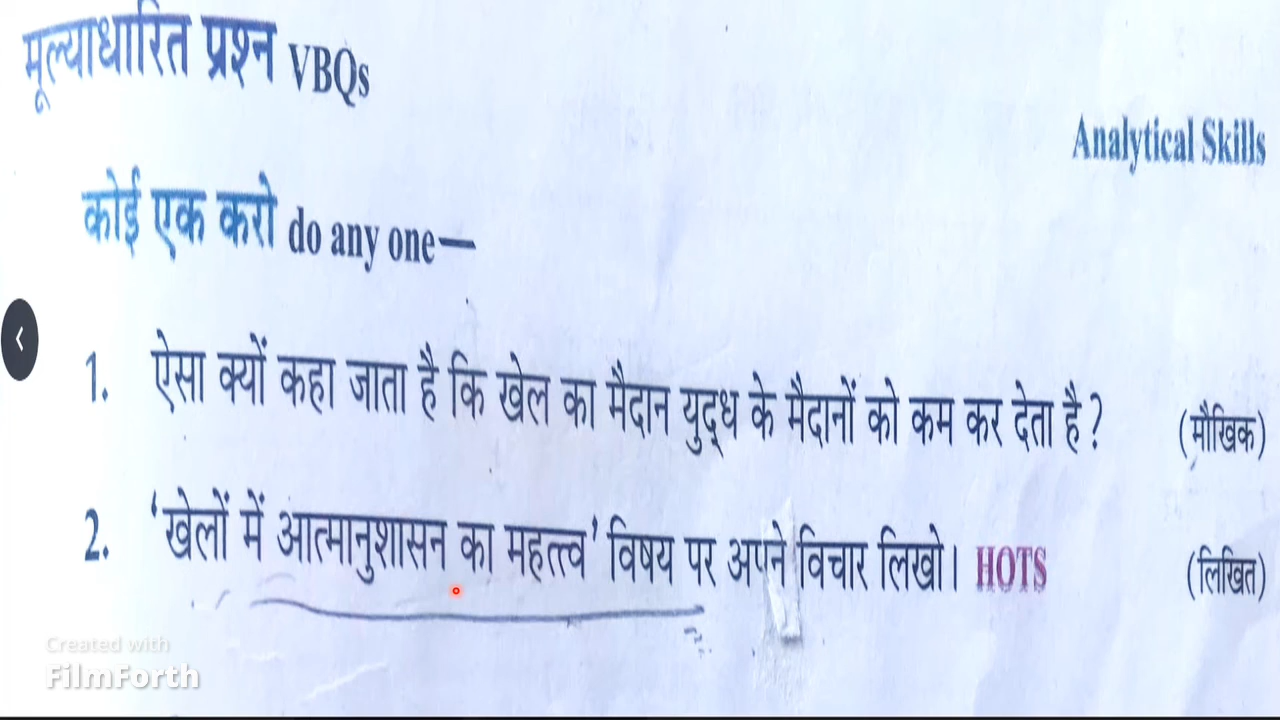 मूल्याधारित प्रश्न VBQs
Analytical Skills
कोई एक करो do any one—
1. ऐसा क्यों कहा जाता है कि खेल का मैदान युद्ध के मैदानों को कम कर देता है? (मौखिक)
2. ‘खेलों में आत्मानुशासन का महत्त्व’ विषय पर अपने विचार लिखो। HOTS (लिखित)
Created with
FilmForth